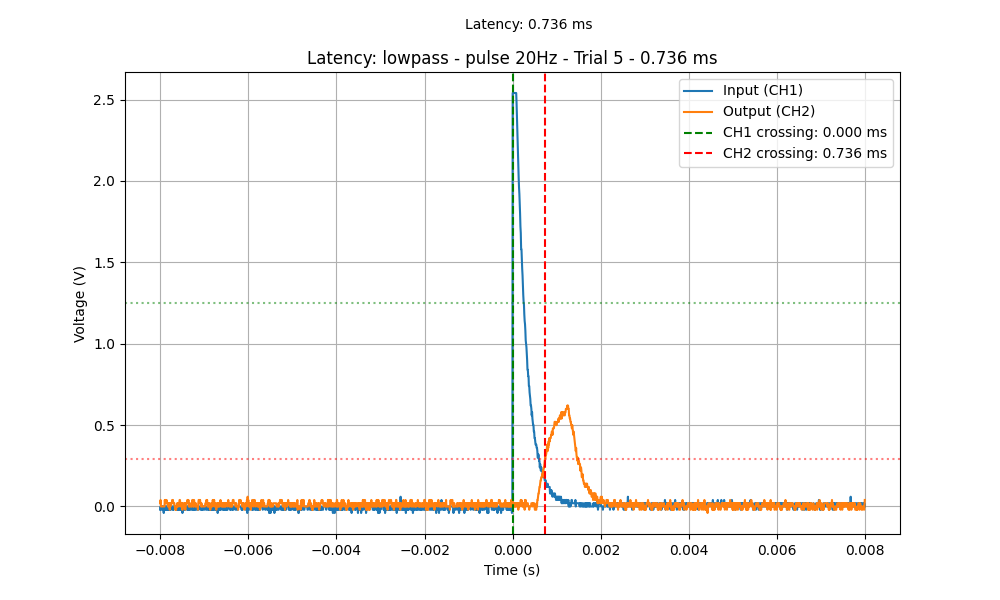 Latency: 0.736 ms
Latency: lowpass - pulse 20Hz - Trial 5 - 0.736 ms
Input (CH1)
Output (CH2)
CH1 crossing: 0.000 ms
CH2 crossing: 0.736 ms
Voltage (V)
2.5
2.0
1.5
1.0
0.5
0.0
−0.008 −0.006 −0.004 −0.002 0.000 0.002 0.004 0.006 0.008
Time (s)